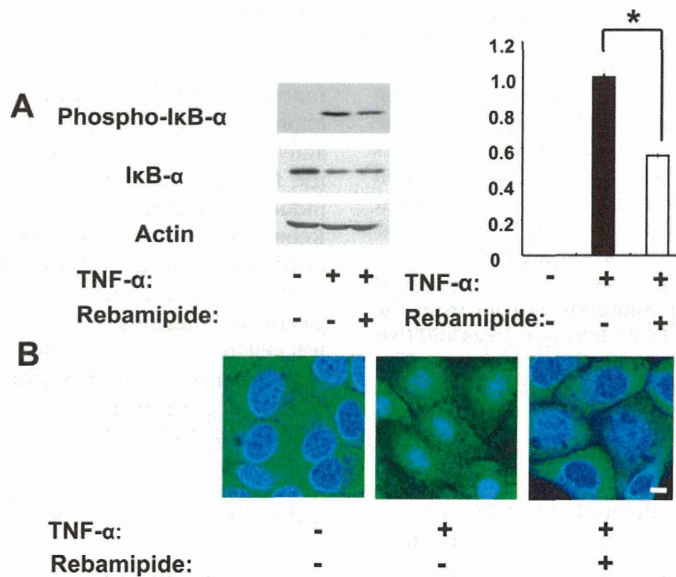 A
Phospho-IκB-α
IκB-α
Actin
TNF-α: - + +
Rebamipide: - - +
*
1.2
1.0
0.8
0.6
0.4
0.2
0
TNF-α: - + +
Rebamipide: - - +
B
TNF-α: - + +
Rebamipide: - - +